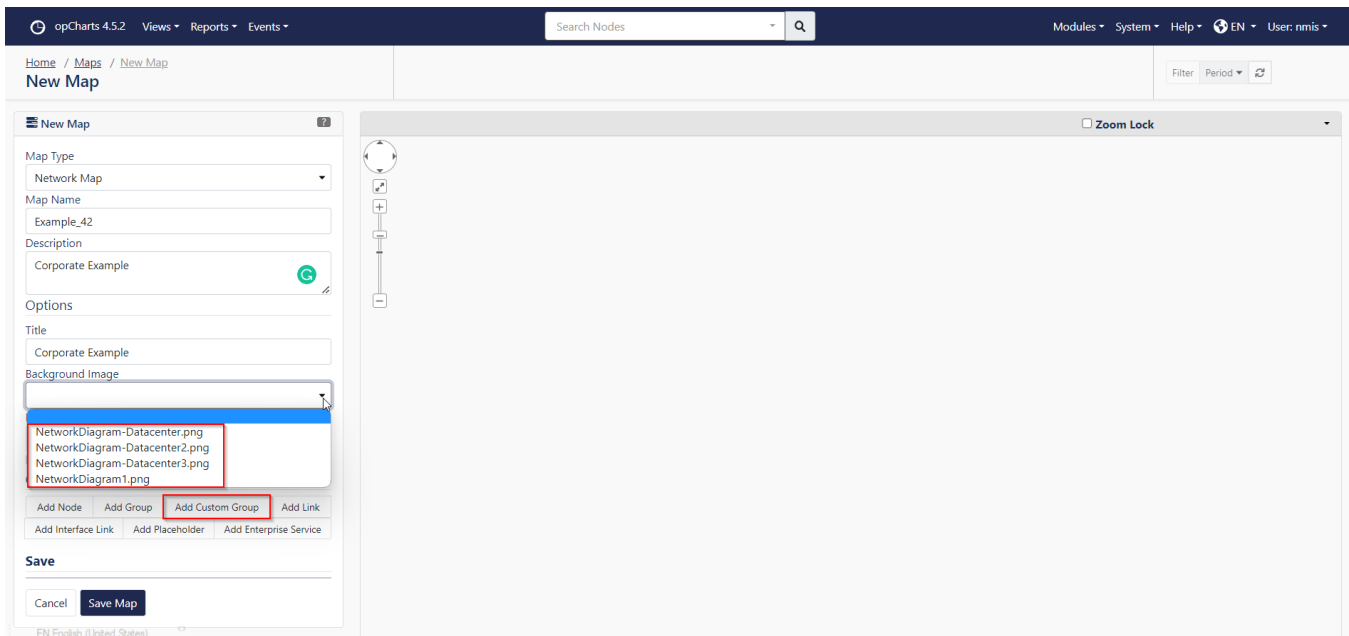 opCharts 4.5.2 Views Reports Events Search Nodes Modules System Help EN User: nmis
Home / Maps / New Map
New Map
Filter Period
New Map ?
Zoom Lock
Map Type
Network Map
Map Name
Example_42
Description
Corporate Example
G
Options
Title
Corporate Example
Background Image
NetworkDiagram-Datacenter.png
NetworkDiagram-Datacenter2.png
NetworkDiagram-Datacenter3.png
NetworkDiagram1.png
Add Node Add Group Add Custom Group Add Link
Add Interface Link Add Placeholder Add Enterprise Service
Save
Cancel Save Map
EN English (United States)